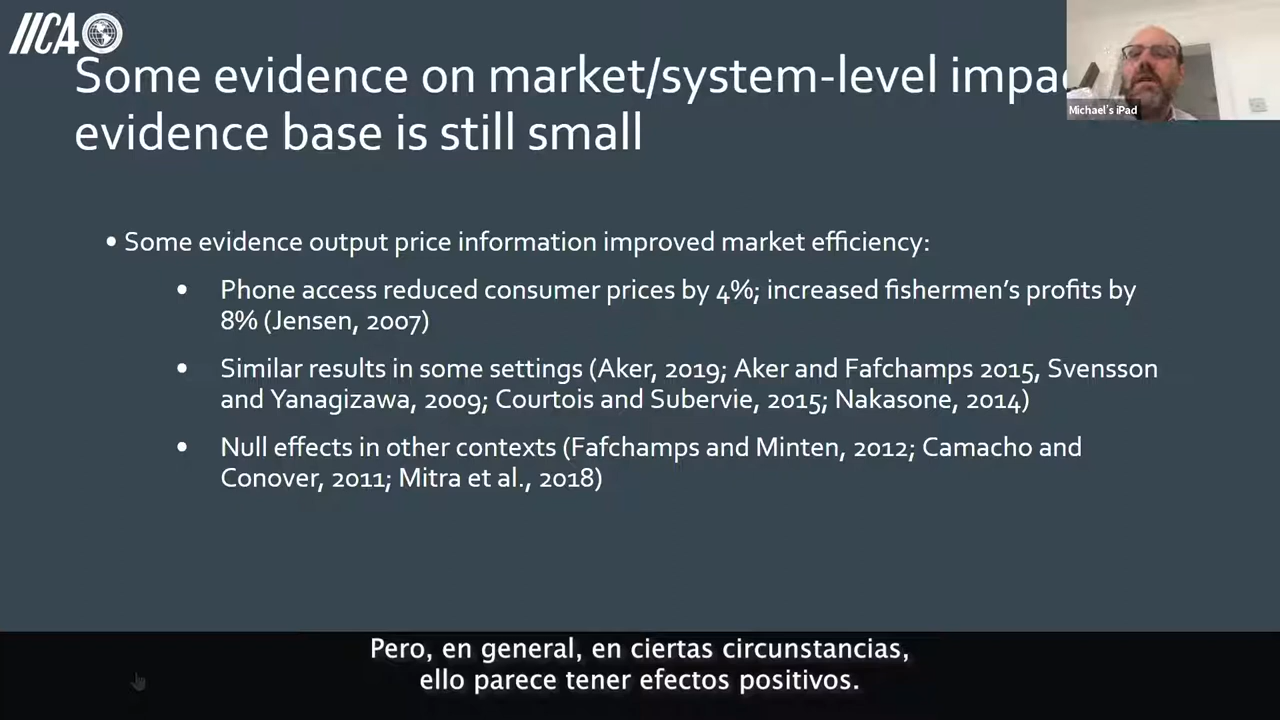 IICA
Some evidence on market/system-level impa
evidence base is still small
Michael's iPad
• Some evidence output price information improved market efficiency:
• Phone access reduced consumer prices by 4%; increased fishermen's profits by
8% (Jensen, 2007)
• Similar results in some settings (Aker, 2019; Aker and Fafchamps 2015, Svensson
and Yanagizawa, 2009; Courtois and Subervie, 2015; Nakasone, 2014)
• Null effects in other contexts (Fafchamps and Minten, 2012; Camacho and
Conover, 2011; Mitra et al., 2018)
Pero, en general, en ciertas circunstancias,
ello parece tener efectos positivos.